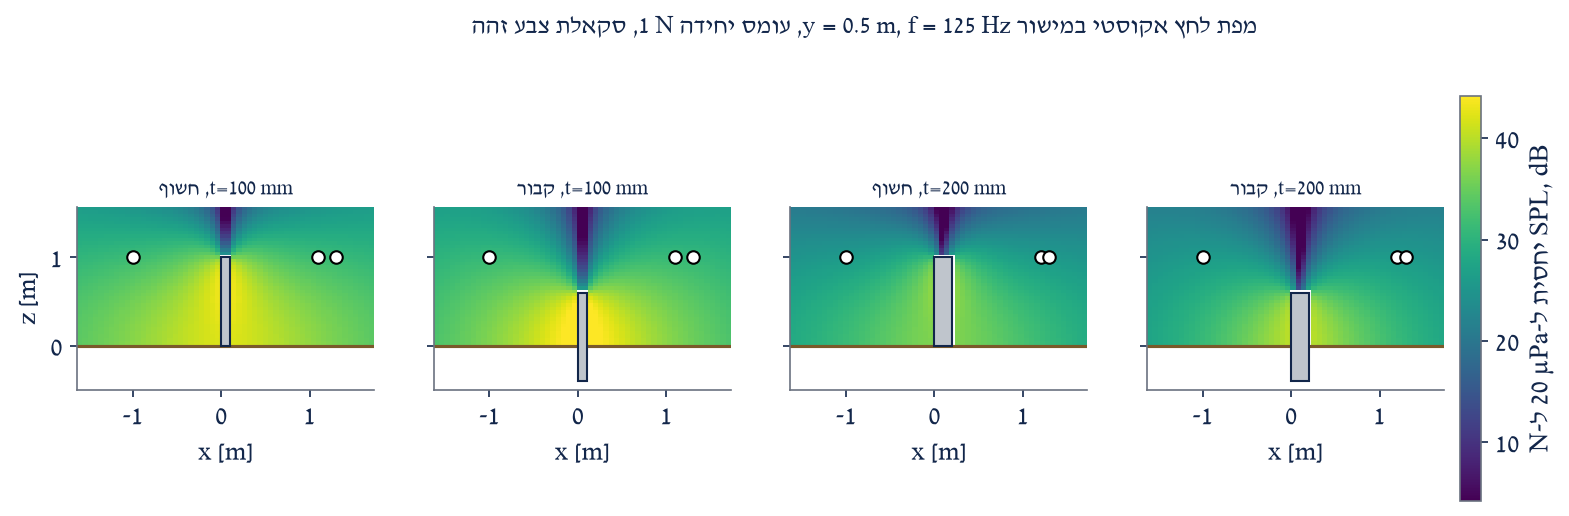 מפת לחץ אקוסטי במישור y = 0.5 m, f = 125 Hz, עומס יחידה 1 N, סקאלת צבע זהה
t=100 mm, חשוף
t=100 mm, קבור
t=200 mm, חשוף
t=200 mm, קבור
z [m]
1
0
-1 0 1
-1 0 1
-1 0 1
-1 0 1
x [m]
x [m]
x [m]
x [m]
40
30
20
10
SPL, dB יחסית ל-20 µPa ל-N